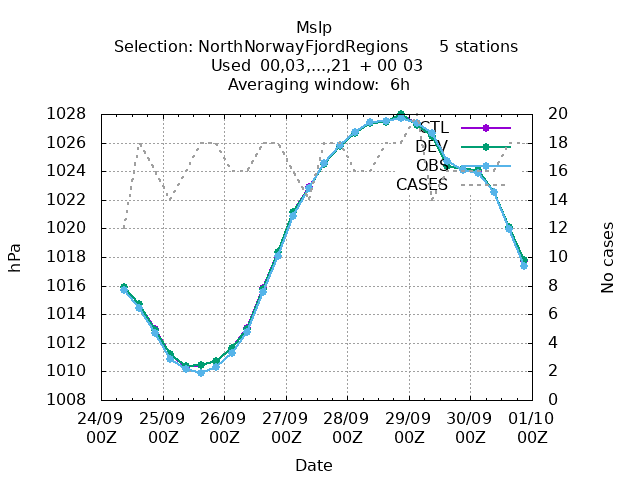 Mslp
Selection: NorthNorwayFjordRegions 5 stations
Used 00,03,...,21 + 00 03
Averaging window: 6h
1028
1026
1024
1022
1020
1018
1016
1014
1012
1010
1008
20
18
16
14
12
10
8
6
4
2
0
CTL
DEV
OBS
CASES
hPa
No cases
24/09 25/09 26/09 27/09 28/09 29/09 30/09 01/10
00Z 00Z 00Z 00Z 00Z 00Z 00Z 00Z
Date